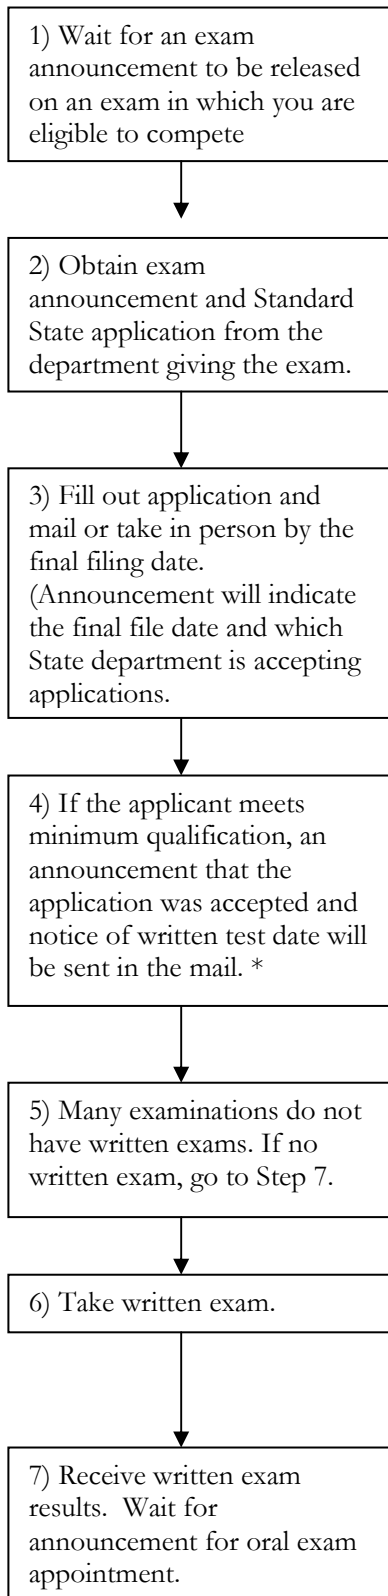 1) Wait for an exam
announcement to be released
on an exam in which you are
eligible to compete
2) Obtain exam
announcement and Standard
State application from the
department giving the exam.
3) Fill out application and
mail or take in person by the
final filing date.
(Announcement will indicate
the final file date and which
State department is accepting
applications.
4) If the applicant meets
minimum qualification, an
announcement that the
application was accepted and
notice of written test date will
be sent in the mail. *
5) Many examinations do not
have written exams. If no
written exam, go to Step 7.
6) Take written exam.
7) Receive written exam
results.  Wait for
announcement for oral exam
appointment.